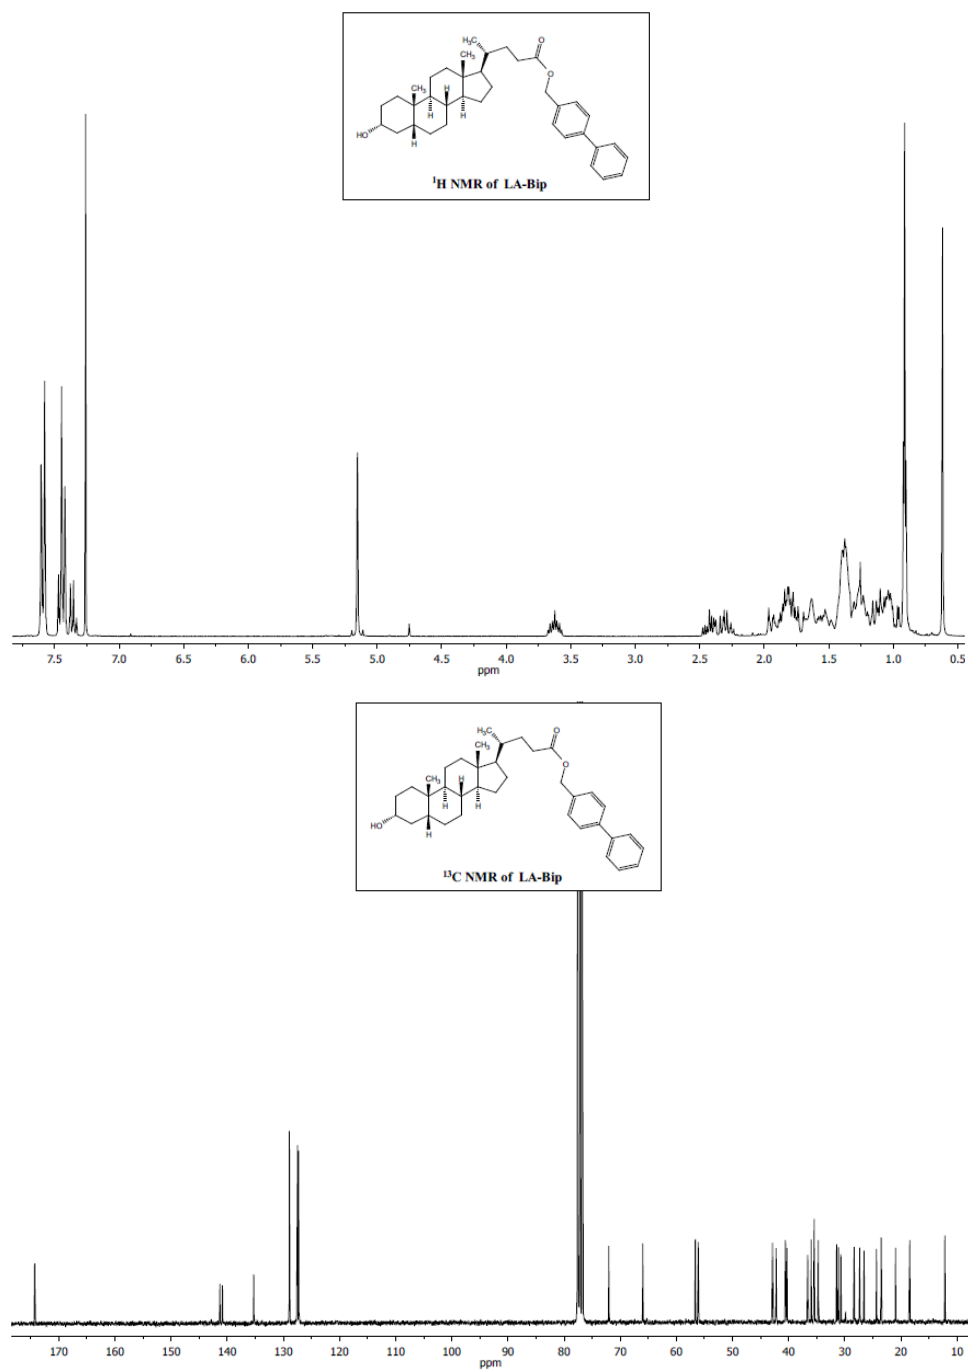 H₃C
O
CH₃
O
CH₃
H
H
H
HO
H
¹H NMR of LA-Bip
7.5 7.0 6.5 6.0 5.5 5.0 4.5 4.0 3.5 3.0 2.5 2.0 1.5 1.0 0.5
ppm
H₃C
O
CH₃
O
CH₃
H
H
H
HO
H
¹³C NMR of LA-Bip
170 160 150 140 130 120 110 100 90 80 70 60 50 40 30 20 10
ppm